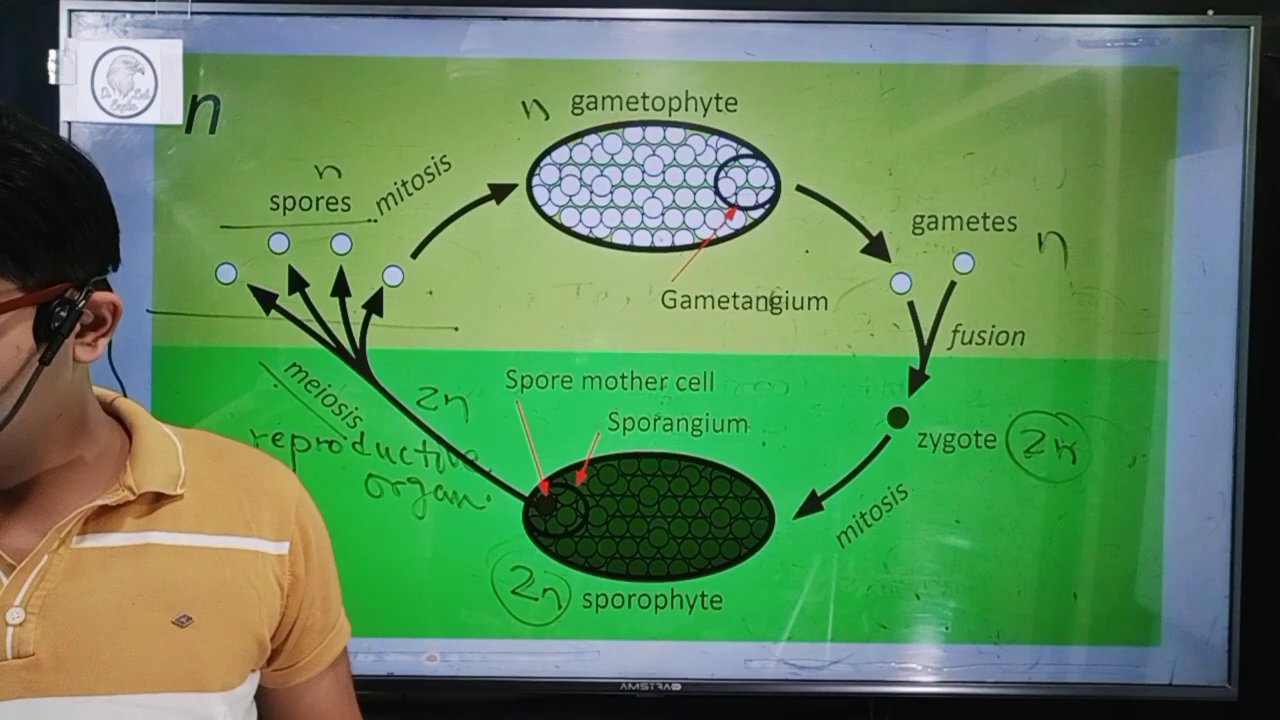 n
n gametophyte
n
spores
mitosis
gametes
n
Gametangium
fusion
meiosis
2n
Spore mother cell
Sporangium
zygote 2n
reproductive
organ.
mitosis
2n sporophyte
AMSTRAD